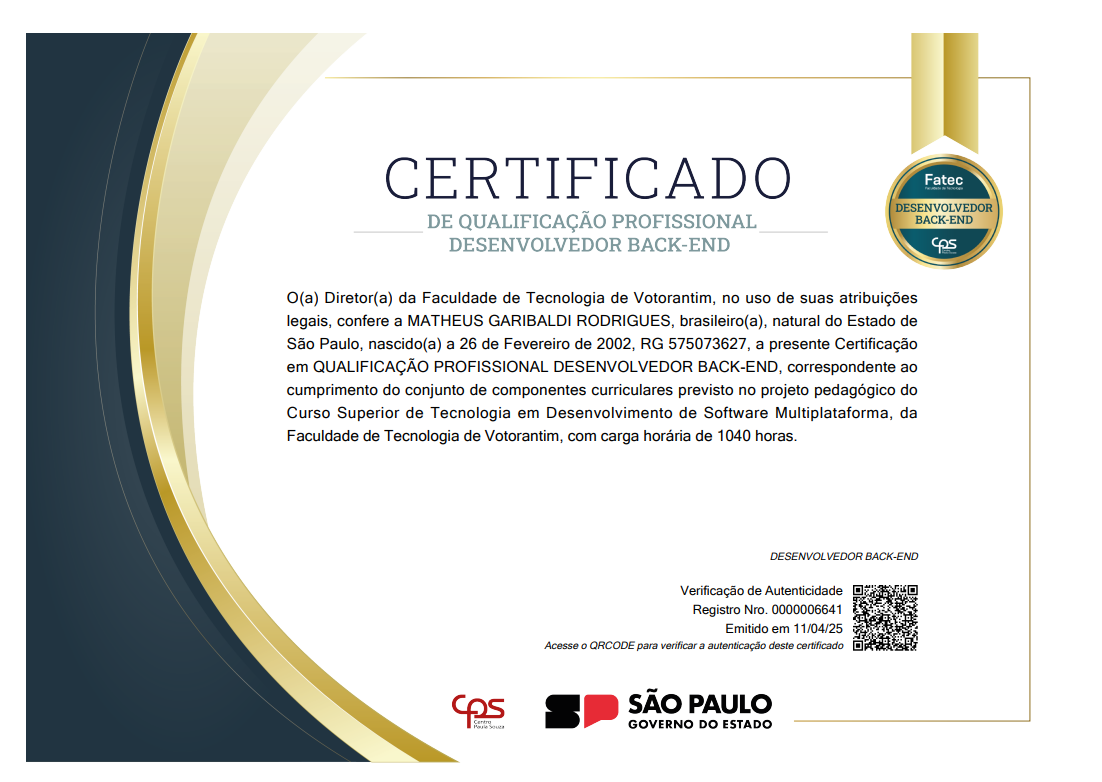 CERTIFICADO
DE QUALIFICAÇÃO PROFISSIONAL
DESENVOLVEDOR BACK-END
Fatec
Faculdade de Tecnologia
DESENVOLVEDOR
BACK-END
cps
O(a) Diretor(a) da Faculdade de Tecnologia de Votorantim, no uso de suas atribuições
legais, confere a MATHEUS GARIBALDI RODRIGUES, brasileiro(a), natural do Estado de
São Paulo, nascido(a) a 26 de Fevereiro de 2002, RG 575073627, a presente Certificação
em QUALIFICAÇÃO PROFISSIONAL DESENVOLVEDOR BACK-END, correspondente ao
cumprimento do conjunto de componentes curriculares previsto no projeto pedagógico do
Curso Superior de Tecnologia em Desenvolvimento de Software Multiplataforma, da
Faculdade de Tecnologia de Votorantim, com carga horária de 1040 horas.
DESENVOLVEDOR BACK-END
Verificação de Autenticidade
Registro Nro. 0000006641
Emitido em 11/04/25
Acesse o QRCODE para verificar a autenticação deste certificado
cps
Centro
Paula Souza
SP
SÃO PAULO
GOVERNO DO ESTADO